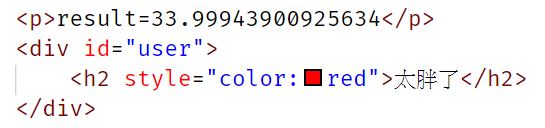 <p>result=33.99943900925634</p>
<div id="user">
<h2 style="color:red">太胖了</h2>
</div>